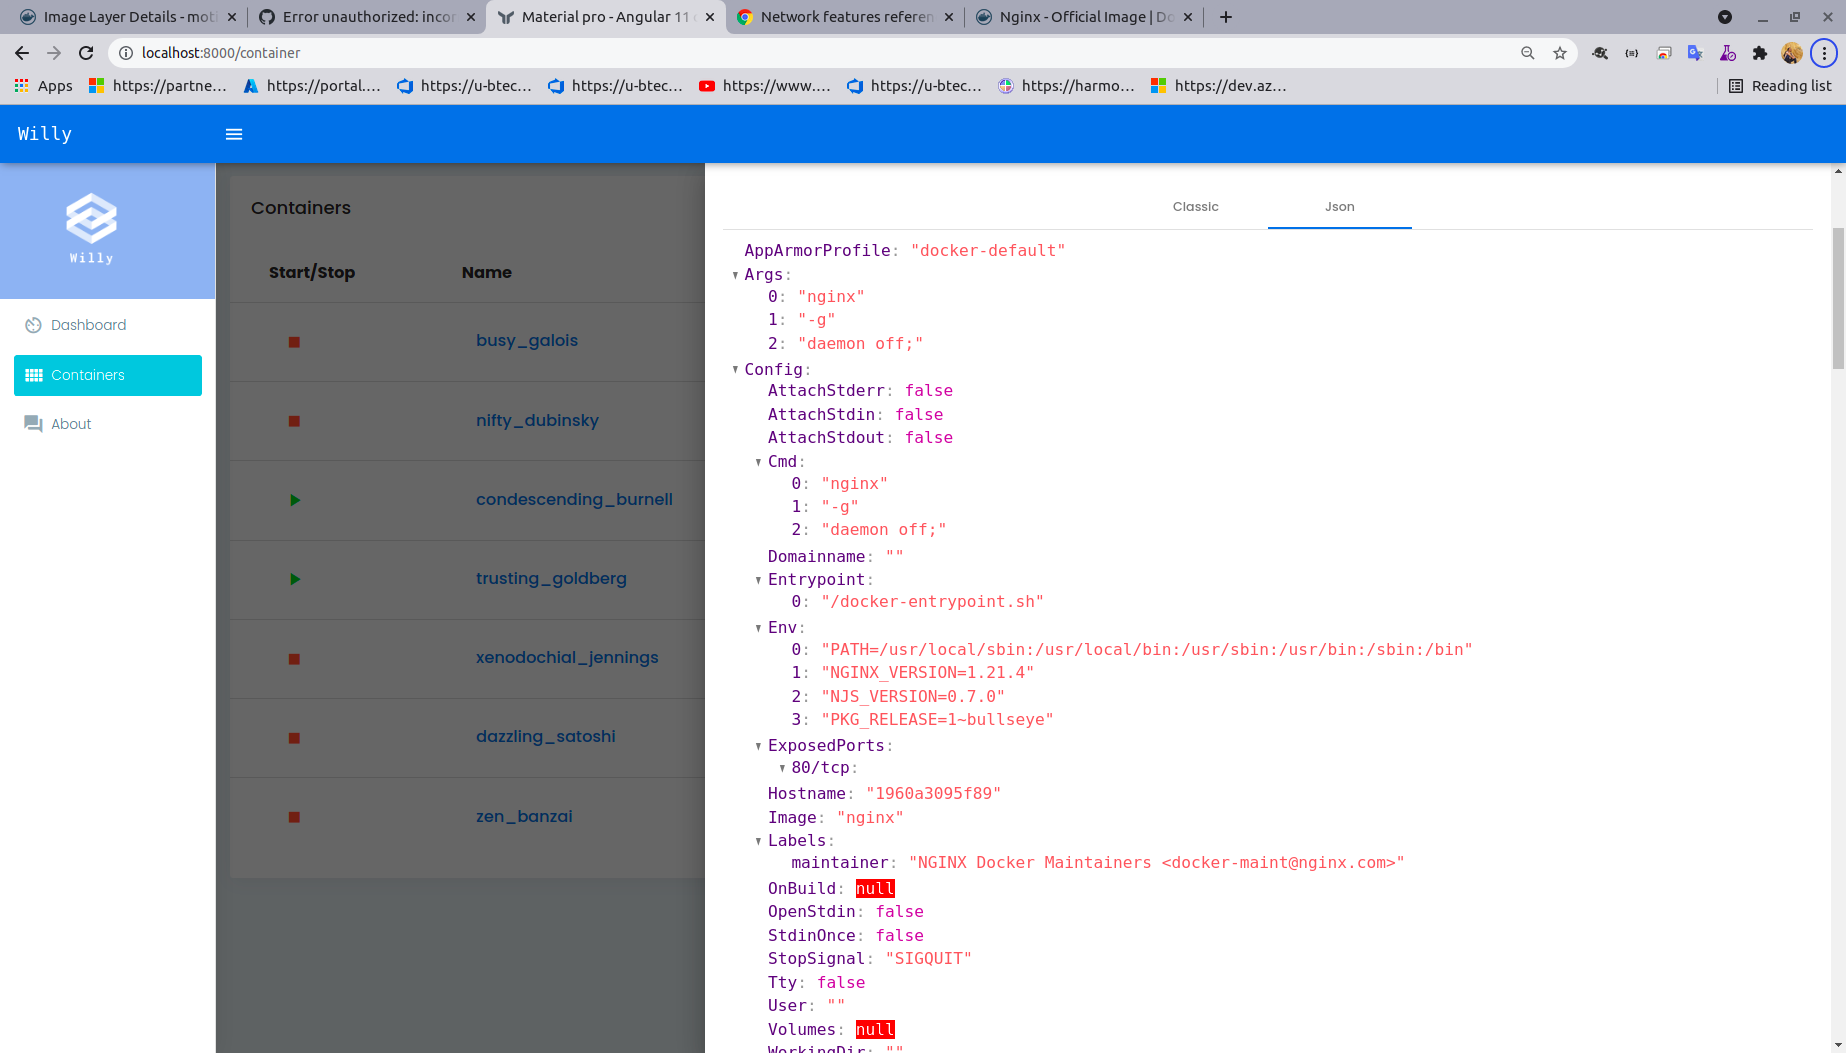 Image Layer Details - mot
Error unauthorized: incor
Material pro - Angular 11
Network features referen
Nginx - Official Image | Do
localhost:8000/container
Apps
https://partne...
https://portal....
https://u-btec...
https://u-btec...
https://www....
https://u-btec...
https://harmo...
https://dev.az...
Reading list
Willy
Willy
Dashboard
Containers
About
Containers
Start/Stop Name
busy_galois
nifty_dubinsky
condescending_burnell
trusting_goldberg
xenodochial_jennings
dazzling_satoshi
zen_banzai
Classic Json
AppArmorProfile: "docker-default"
Args:
0: "nginx"
1: "-g"
2: "daemon off;"
Config:
AttachStderr: false
AttachStdin: false
AttachStdout: false
Cmd:
0: "nginx"
1: "-g"
2: "daemon off;"
Domainname: ""
Entrypoint:
0: "/docker-entrypoint.sh"
Env:
0: "PATH=/usr/local/sbin:/usr/local/bin:/usr/sbin:/usr/bin:/sbin:/bin"
1: "NGINX_VERSION=1.21.4"
2: "NJS_VERSION=0.7.0"
3: "PKG_RELEASE=1~bullseye"
ExposedPorts:
80/tcp:
Hostname: "1960a3095f89"
Image: "nginx"
Labels:
maintainer: "NGINX Docker Maintainers <docker-maint@nginx.com>"
OnBuild: null
OpenStdin: false
StdinOnce: false
StopSignal: "SIGQUIT"
Tty: false
User: ""
Volumes: null
WorkingDir: ""